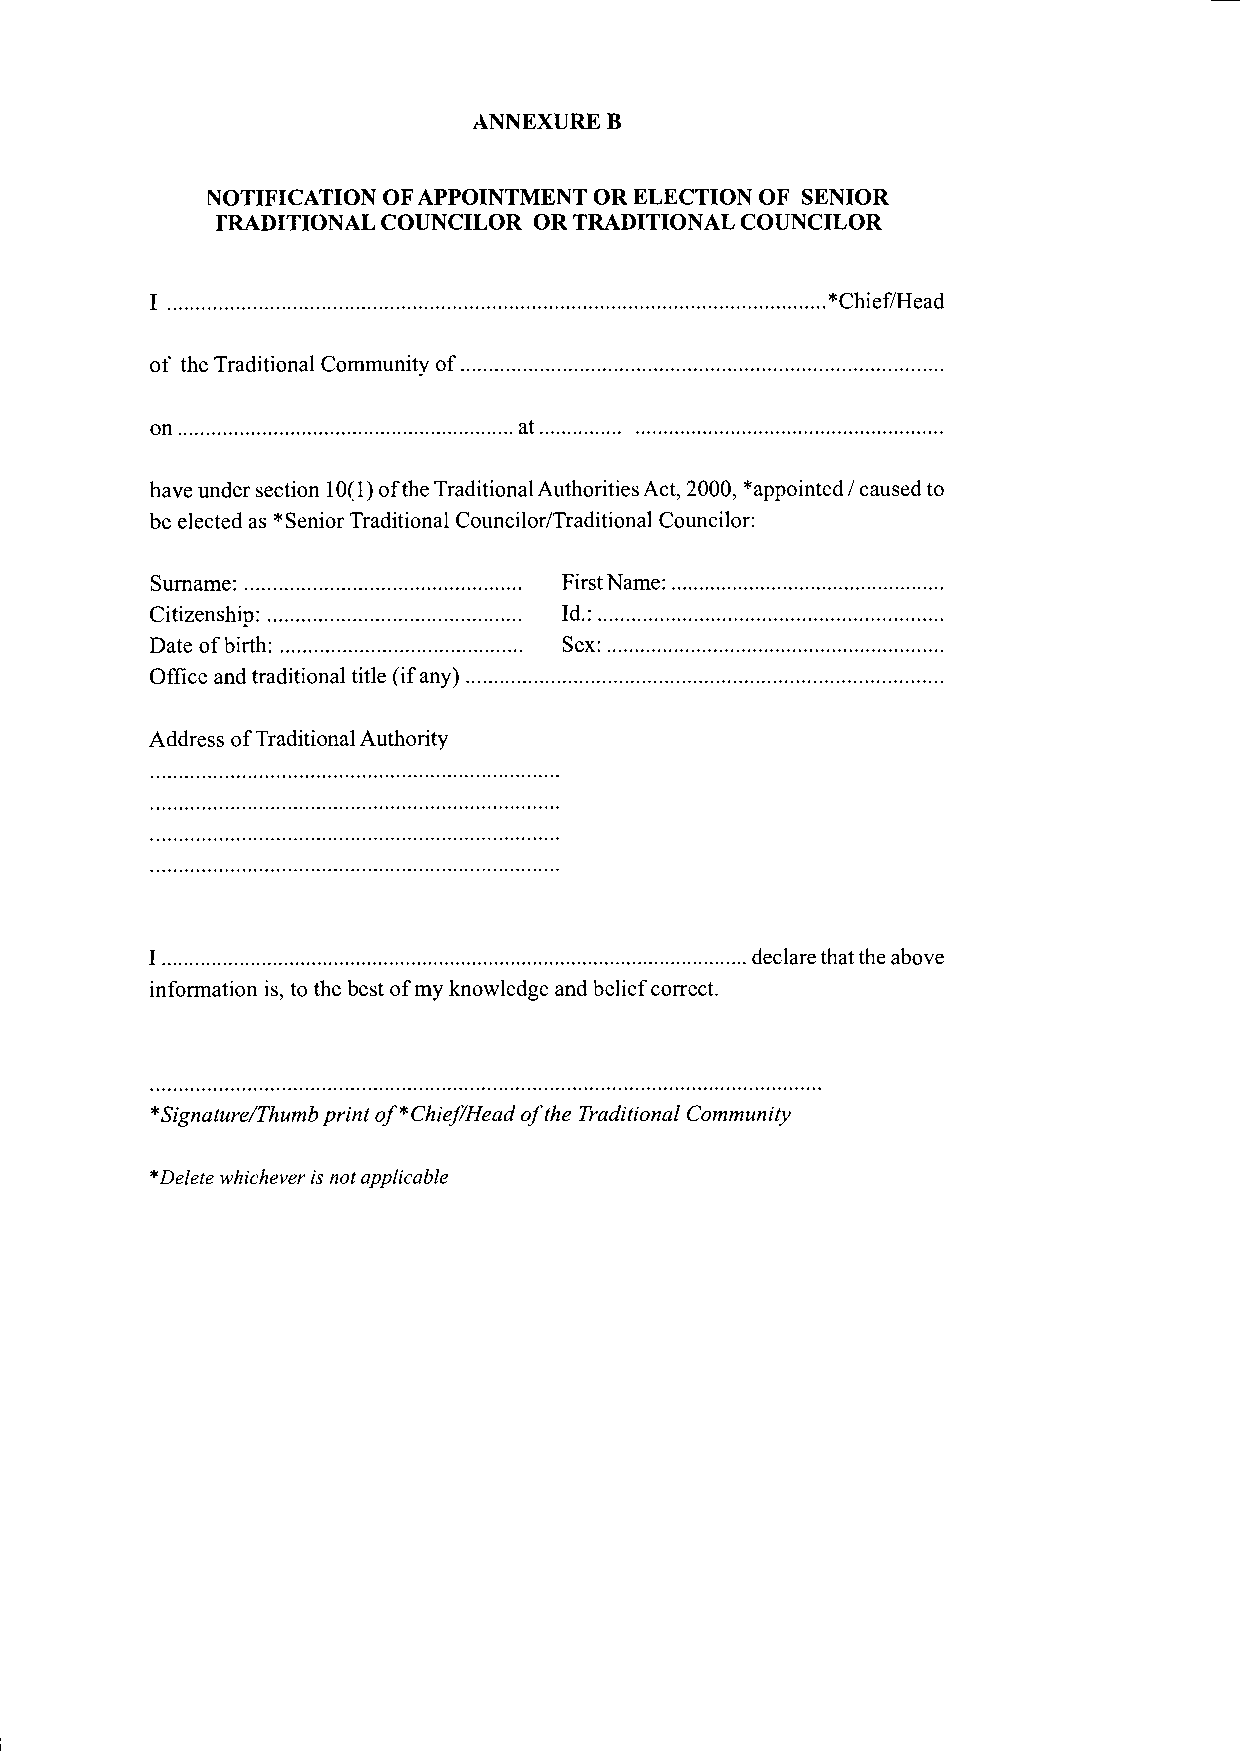 ANNEXURE B
NOTIFICATION OF APPOINTMENT OR ELECTION OF SENIOR
TRADITIONAL COUNCILOR OR TRADITIONAL COUNCILOR
I ........................................................................................................................*Chief/Head
of the Traditional Community of ......................................................................................
on ............................................................ at ............... .......................................................
have under section 10(1) of the Traditional Authorities Act, 2000, *appointed / caused to
be elected as *Senior Traditional Councilor/Traditional Councilor:
Surname: ................................................. First Name: ................................................
Citizenship: ............................................. Id.: .............................................................
Date of birth: ........................................... Sex: ...........................................................
Office and traditional title (if any) .....................................................................................
Address of Traditional Authority
........................................................................
........................................................................
........................................................................
........................................................................
I ......................................................................................................... declare that the above
information is, to the best of my knowledge and belief correct.
......................................................................................................................
*Signature/Thumb print of *Chief/Head of the Traditional Community
*Delete whichever is not applicable